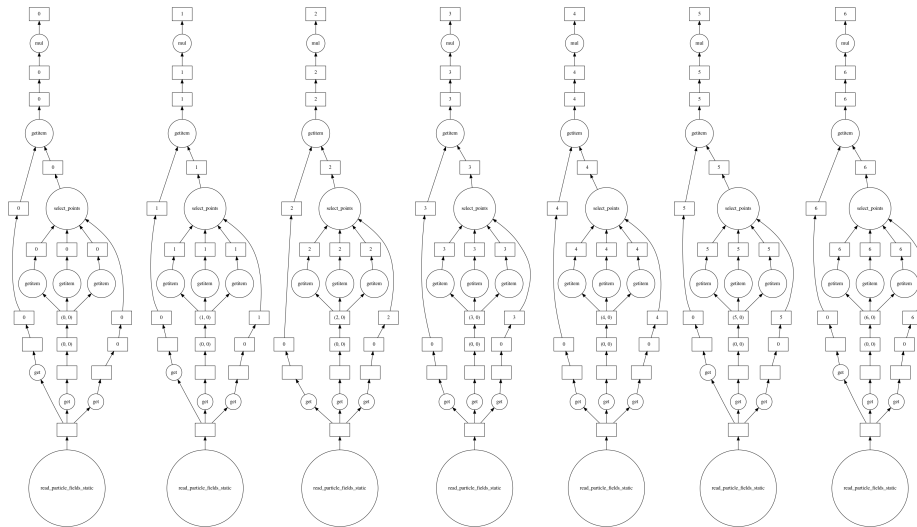 0 1 2 3 4 5 6
mul mul mul mul mul mul mul
0 1 2 3 4 5 6
0 1 2 3 4 5 6
getitem getitem getitem getitem getitem getitem getitem
0 1 2 3 4 5 6
0 select_points 1 select_points 2 select_points 3 select_points 4 select_points 5 select_points 6 select_points
0 0 0 1 1 1 2 2 2 3 3 3 4 4 4 5 5 5 6 6 6
getitem getitem getitem getitem getitem getitem getitem getitem getitem getitem getitem getitem getitem getitem getitem getitem getitem getitem getitem getitem getitem
0 (0, 0) 0 0 (1, 0) 1 (2, 0) 2 (3, 0) 3 (4, 0) 4 0 (5, 0) 5 0 (6, 0) 6
(0, 0) 0 (0, 0) 0 0 (0, 0) 0 0 (0, 0) 0 0 (0, 0) 0 (0, 0) 0 (0, 0) 0
get get get get
get get get get get get get get get get get get get get get get get
read_particle_fields_static read_particle_fields_static read_particle_fields_static read_particle_fields_static read_particle_fields_static read_particle_fields_static read_particle_fields_static